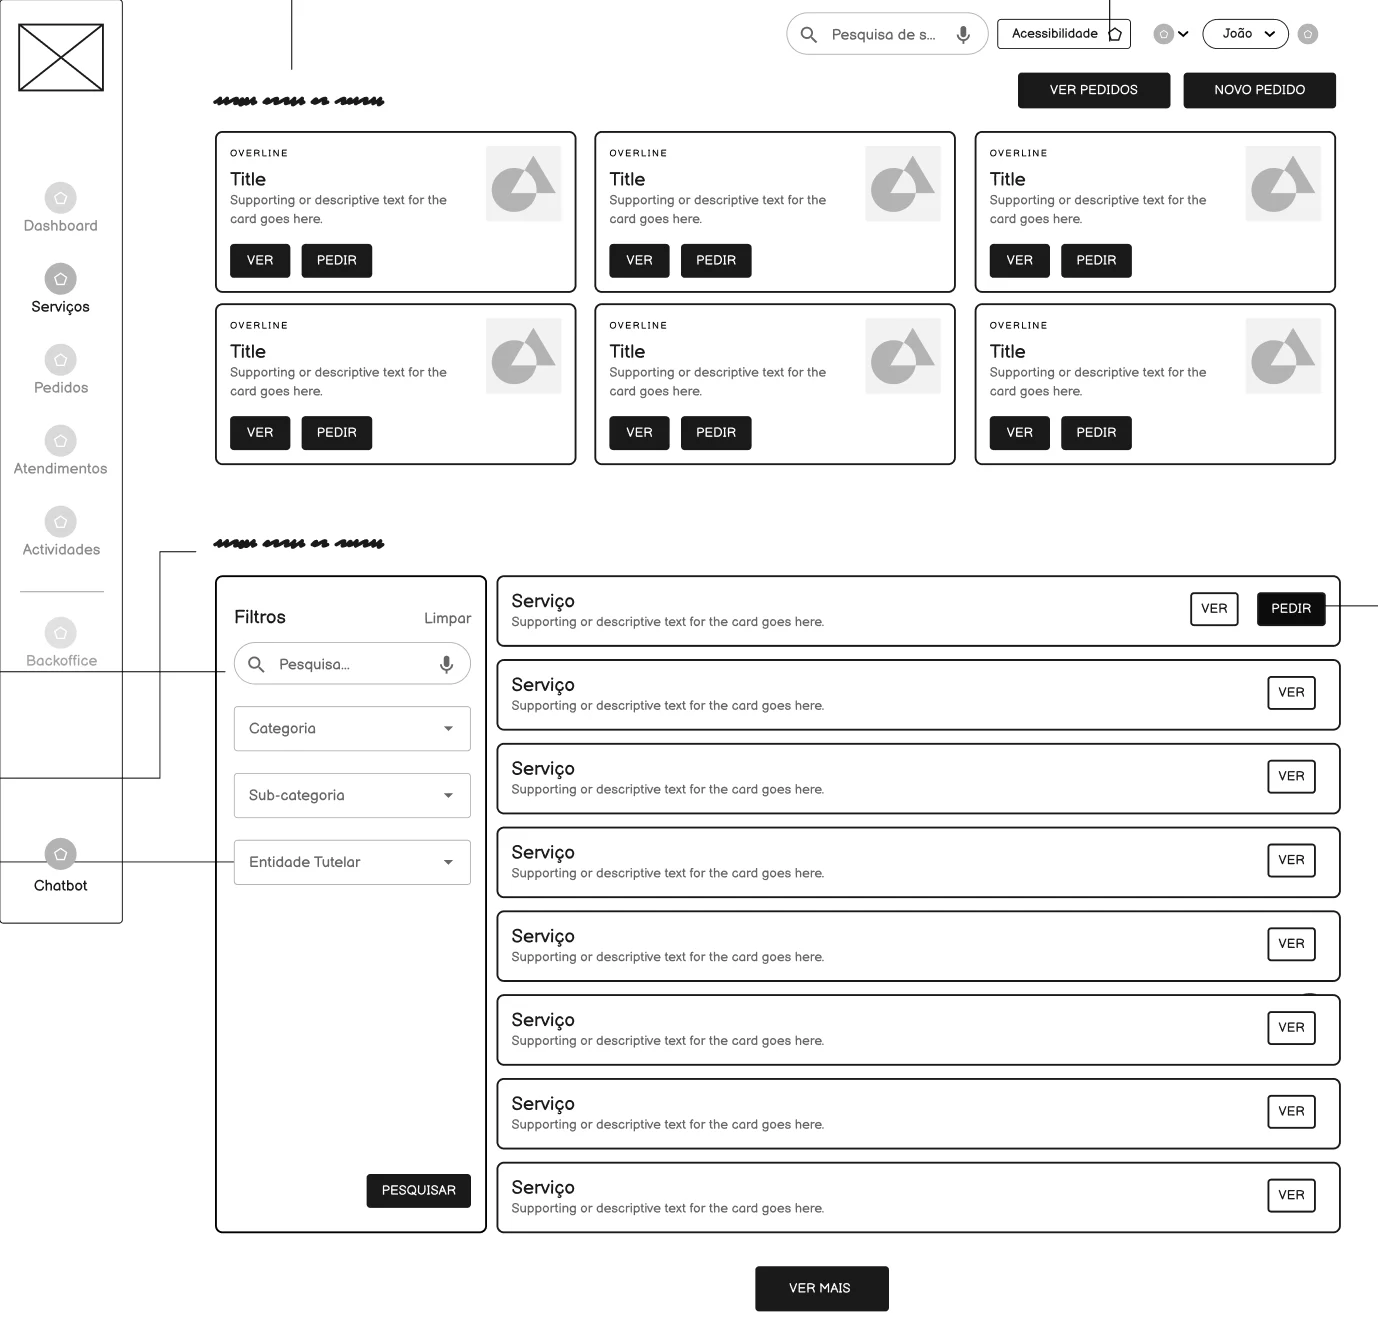 Pesquisa de s...
Acessibilidade
João
VER PEDIDOS
NOVO PEDIDO
Dashboard
Serviços
Pedidos
Atendimentos
Actividades
Backoffice
Chatbot
OVERLINE
Title
Supporting or descriptive text for the
card goes here.
VER
PEDIR
OVERLINE
Title
Supporting or descriptive text for the
card goes here.
VER
PEDIR
OVERLINE
Title
Supporting or descriptive text for the
card goes here.
VER
PEDIR
OVERLINE
Title
Supporting or descriptive text for the
card goes here.
VER
PEDIR
OVERLINE
Title
Supporting or descriptive text for the
card goes here.
VER
PEDIR
OVERLINE
Title
Supporting or descriptive text for the
card goes here.
VER
PEDIR
Filtros
Limpar
Pesquisa...
Categoria
Sub-categoria
Entidade Tutelar
PESQUISAR
Serviço
Supporting or descriptive text for the card goes here.
VER
PEDIR
Serviço
Supporting or descriptive text for the card goes here.
VER
Serviço
Supporting or descriptive text for the card goes here.
VER
Serviço
Supporting or descriptive text for the card goes here.
VER
Serviço
Supporting or descriptive text for the card goes here.
VER
Serviço
Supporting or descriptive text for the card goes here.
VER
Serviço
Supporting or descriptive text for the card goes here.
VER
Serviço
Supporting or descriptive text for the card goes here.
VER
VER MAIS